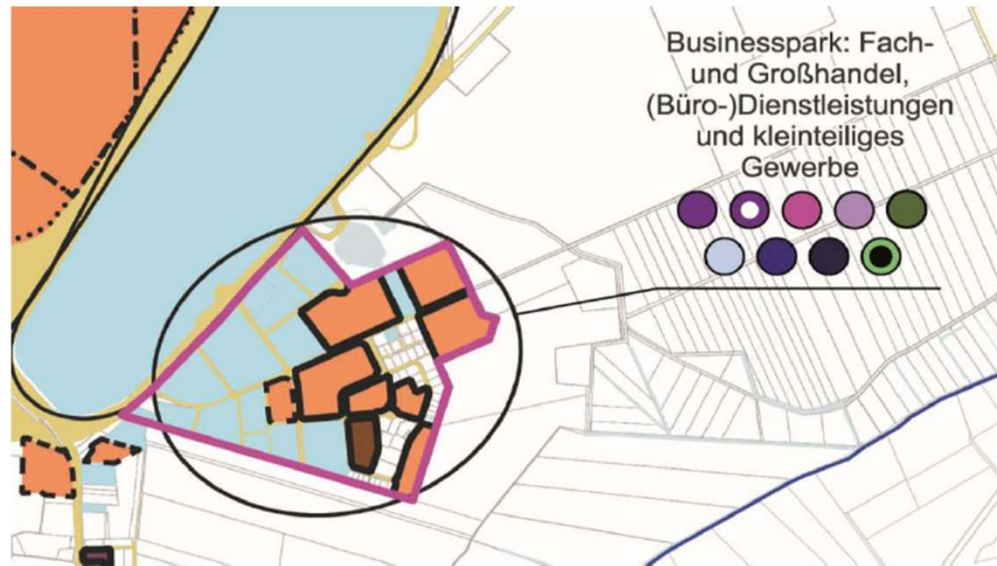 Businesspark: Fach-
und Großhandel,
(Büro-)Dienstleistungen
und kleinteiliges
Gewerbe